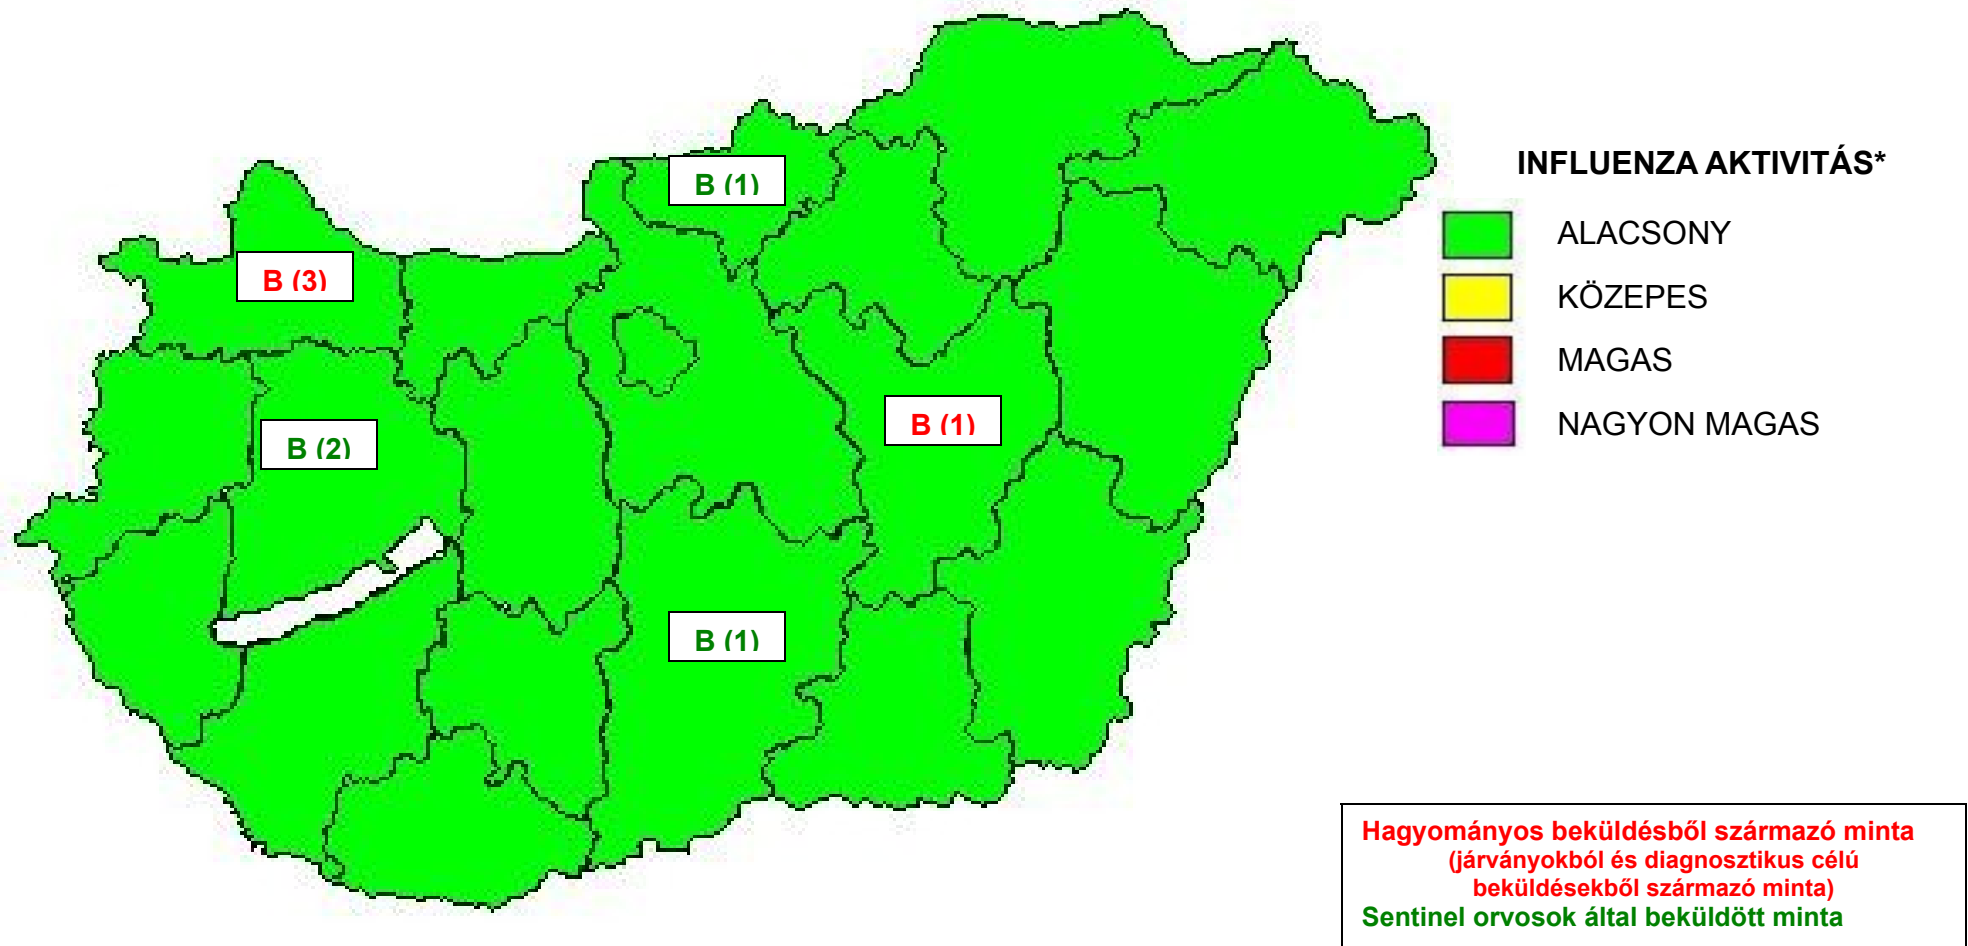 B (1)
INFLUENZA AKTIVITÁS*
ALACSONY
B (3)
KÖZEPES
MAGAS
B (1)
NAGYON MAGAS
B (2)
B (1)
Hagyományos beküldésből származó minta
(járványokból és diagnosztikus célú
beküldésekből származó minta)
Sentinel orvosok által beküldött minta